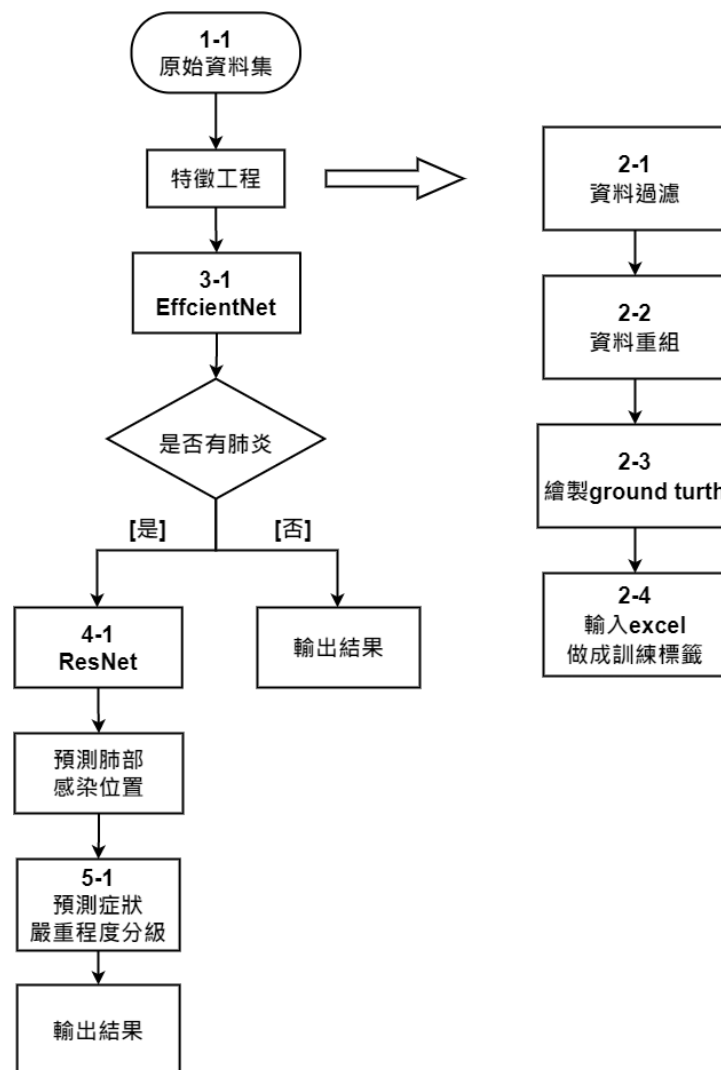 1-1
原始資料集
特徵工程
3-1
EffcientNet
是否有肺炎
[是]
[否]
4-1
ResNet
輸出結果
預測肺部
感染位置
5-1
預測症狀
嚴重程度分級
輸出結果
2-1
資料過濾
2-2
資料重組
2-3
繪製ground turth
2-4
輸入excel
做成訓練標籤